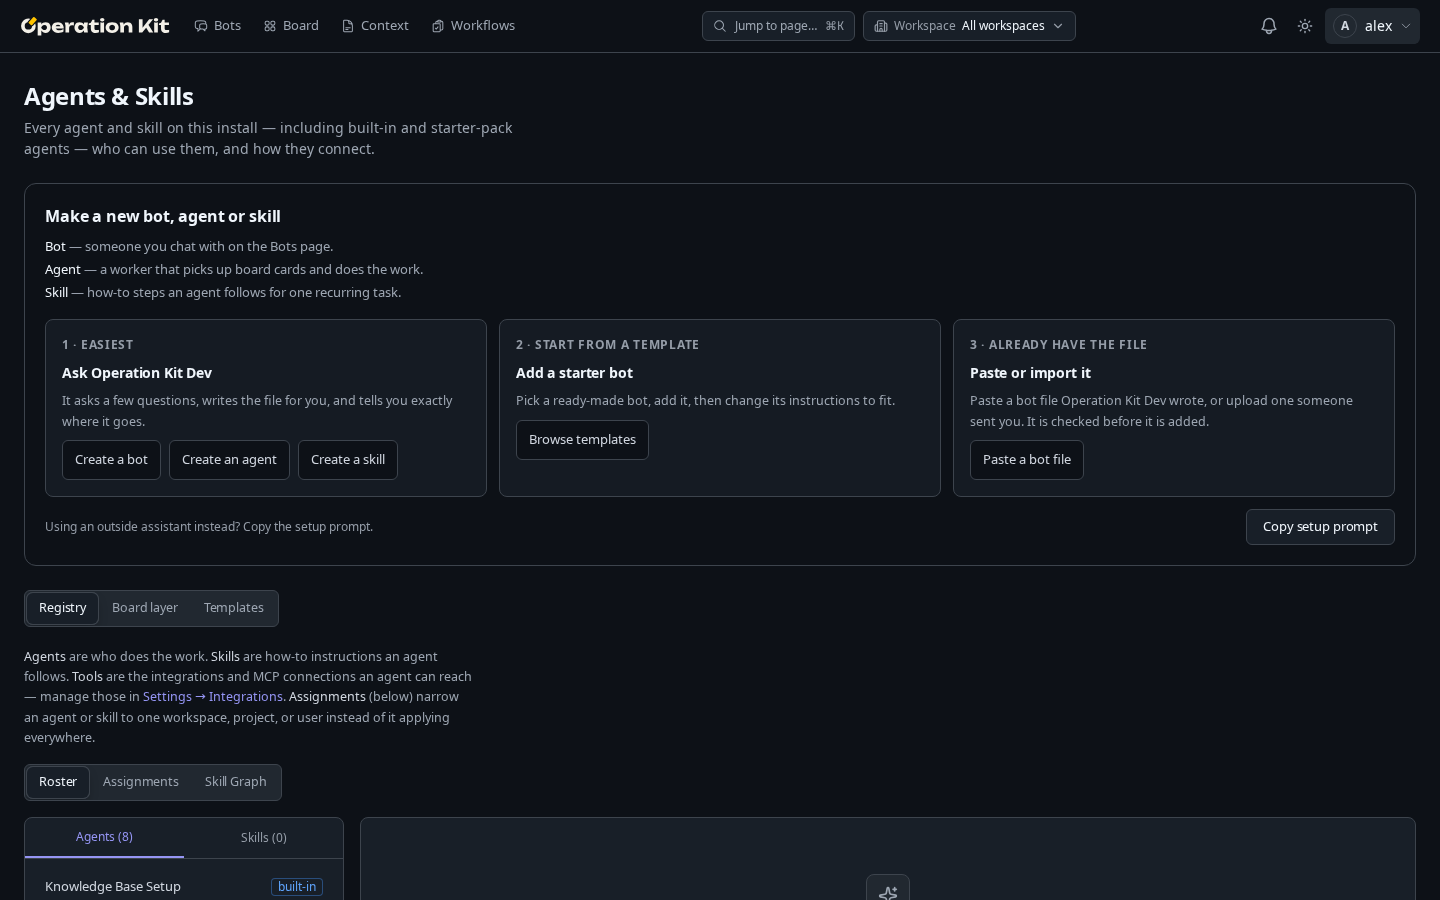 Operation Kit
Bots
Board
Context
Workflows
Jump to page... ⌘K
Workspace All workspaces
A alex
Agents & Skills
Every agent and skill on this install — including built-in and starter-pack
agents — who can use them, and how they connect.
Make a new bot, agent or skill
Bot — someone you chat with on the Bots page.
Agent — a worker that picks up board cards and does the work.
Skill — how-to steps an agent follows for one recurring task.
1 · EASIEST
Ask Operation Kit Dev
It asks a few questions, writes the file for you, and tells you exactly
where it goes.
Create a bot
Create an agent
Create a skill
2 · START FROM A TEMPLATE
Add a starter bot
Pick a ready-made bot, add it, then change its instructions to fit.
Browse templates
3 · ALREADY HAVE THE FILE
Paste or import it
Paste a bot file Operation Kit Dev wrote, or upload one someone
sent you. It is checked before it is added.
Paste a bot file
Using an outside assistant instead? Copy the setup prompt.
Copy setup prompt
Registry
Board layer
Templates
Agents are who does the work. Skills are how-to instructions an agent
follows. Tools are the integrations and MCP connections an agent can reach
— manage those in Settings → Integrations. Assignments (below) narrow
an agent or skill to one workspace, project, or user instead of it applying
everywhere.
Roster
Assignments
Skill Graph
Agents (8)
Skills (0)
Knowledge Base Setup
built-in